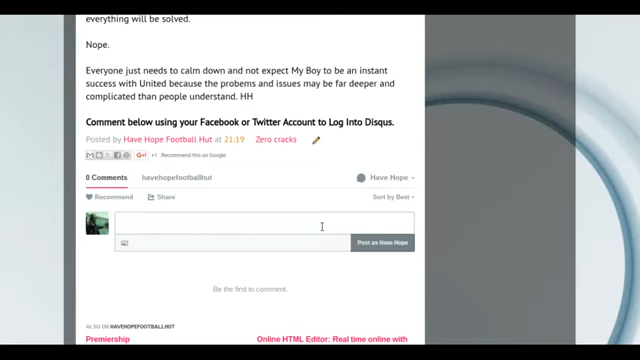 everything will be solved.
Nope.
Everyone just needs to calm down and not expect My Boy to be an instant
success with United because the probems and issues may be far deeper and
complicated than people understand. HH
Comment below using your Facebook or Twitter Account to Log Into Disqus.
Posted by Have Hope Football Hut at 21:19 Zero cracks
G+1 +1 Recommend this on Google
0 Comments havehopefootballhut Have Hope
Recommend Share Sort by Best
Post as Have Hope
Be the first to comment.
ALSO ON HAVEHOPEFOOTBALLHUT
Premiership Online HTML Editor: Real time online with